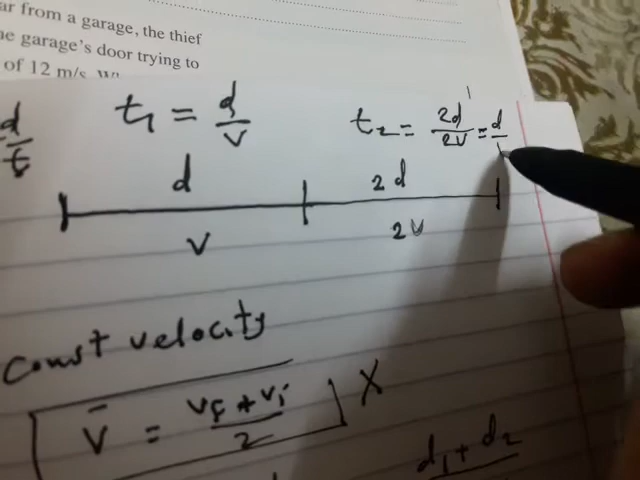 ar from a garage, the thief
he garage's door trying to
of 12 m/s.
d/t
t₁ = d/v
t₂ = 2d/2v = d/
d 2d
v 2v
Const velocity
v̄ = vf + vi / 2 X
d₁ + d₂